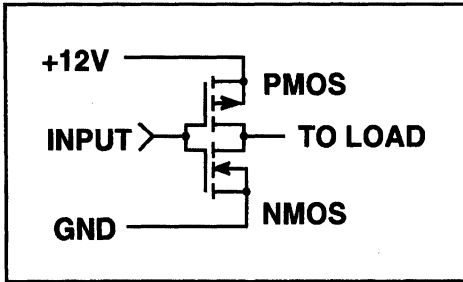 +12V
PMOS
INPUT
TO LOAD
NMOS
GND